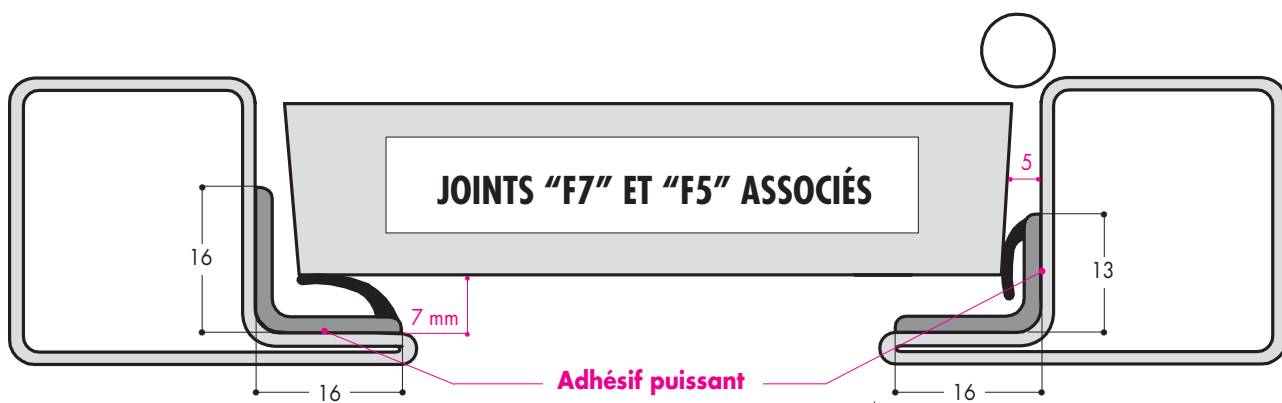 5
JOINTS “F7” ET “F5” ASSOCIÉS
16
13
7 mm
Adhésif puissant
16
16